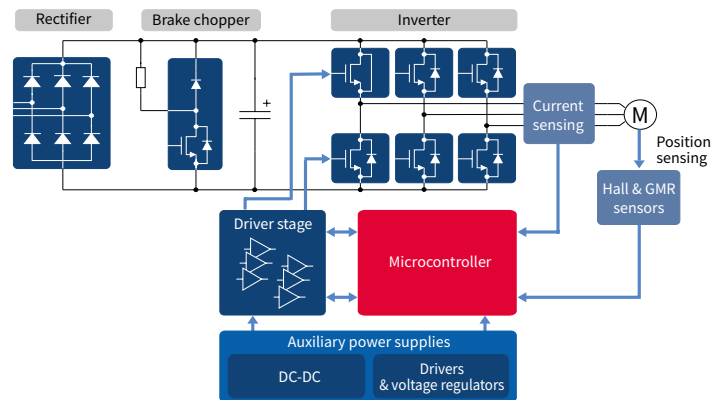 Rectifier
Brake chopper
Inverter
+
Current
sensing
M
Position
sensing
Hall & GMR
sensors
Driver stage
Microcontroller
Auxiliary power supplies
DC-DC
Drivers
& voltage regulators